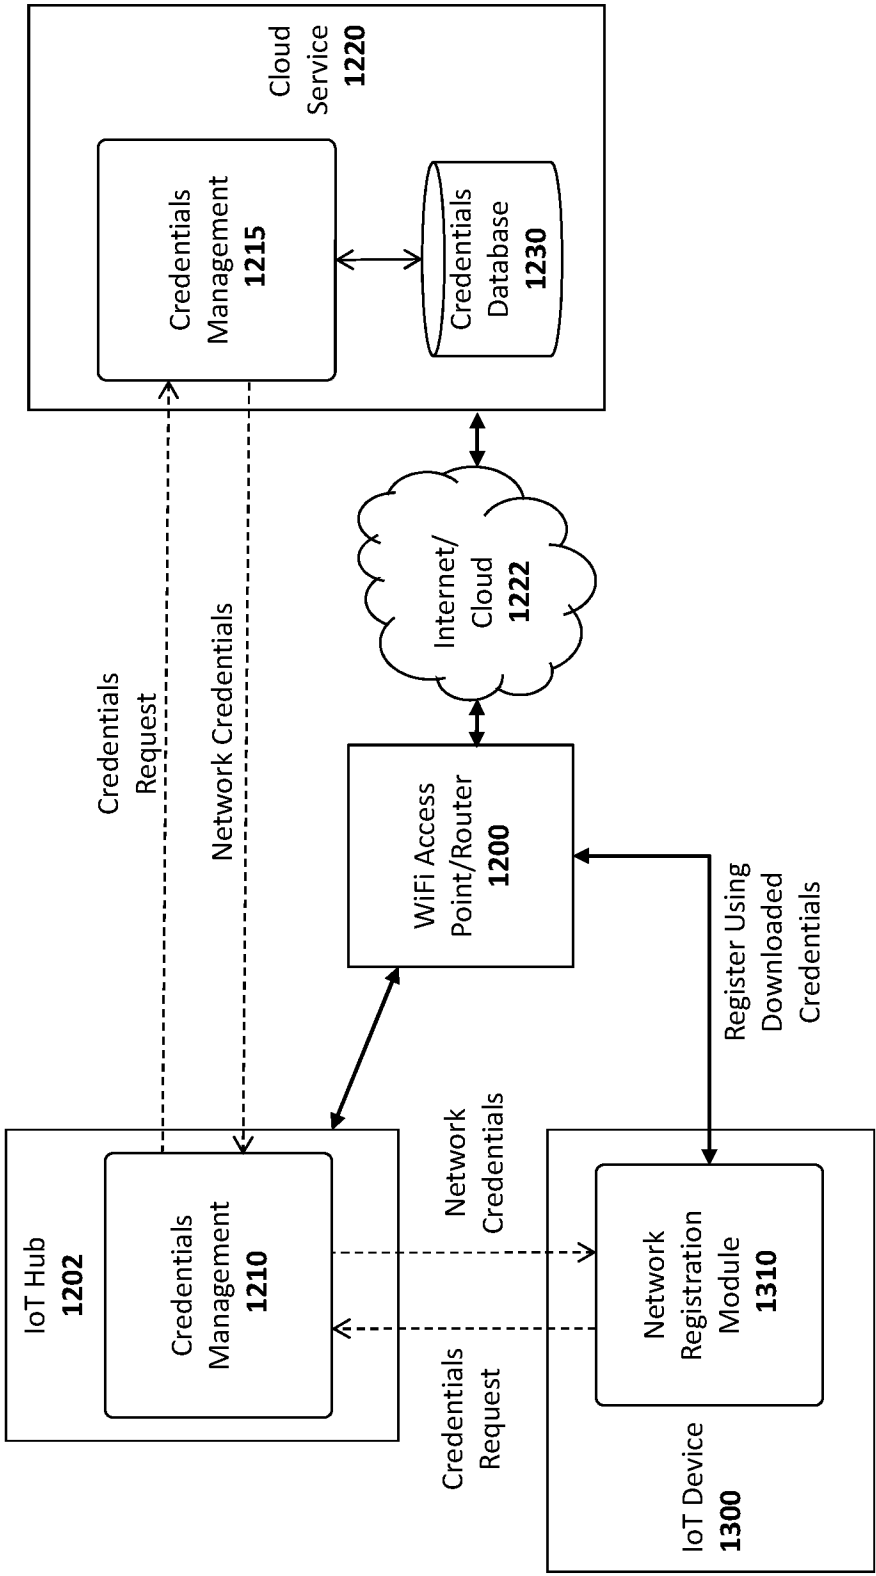 IoT Hub
1202
Credentials
Management
1210
Credentials
Request
Network Credentials
Credentials
Management
1215
Cloud
Service
1220
Credentials
Database
1230
Internet/
Cloud
1222
WiFi Access
Point/Router
1200
Credentials
Request
Network
Credentials
Register Using
Downloaded
Credentials
Network
Registration
Module
1310
IoT Device
1300